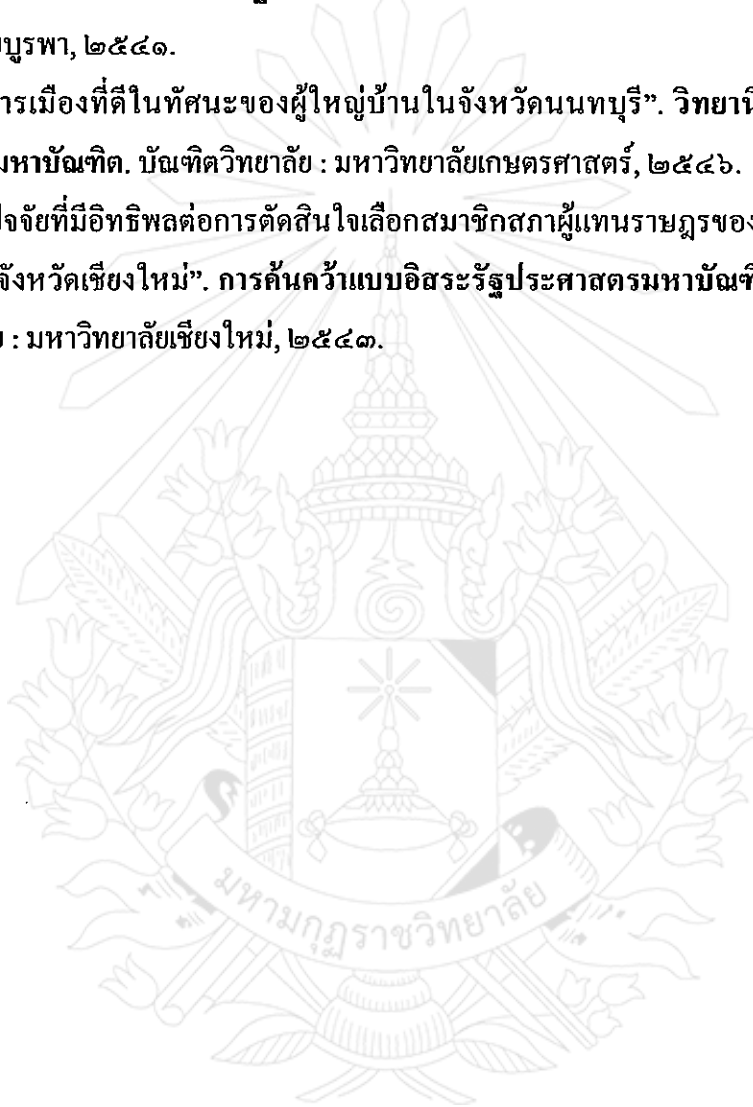 บูรพา, ๒๕๔๑.
ารเมืองที่ดีในทัศนะของผู้ใหญ่บ้านในจังหวัดนนทบุรี”. วิทยานิ
มหาบัณฑิต. บัณฑิตวิทยาลัย : มหาวิทยาลัยเกษตรศาสตร์, ๒๕๔๖.
ปัจจัยที่มีอิทธิพลต่อการตัดสินใจเลือกสมาชิกสภาผู้แทนราษฎรของ
จังหวัดเชียงใหม่”. การค้นคว้าแบบอิสระรัฐประศาสตรมหาบัณฑิ
ย : มหาวิทยาลัยเชียงใหม่, ๒๕๔๓.
มหามกุฏราชวิทยาลัย